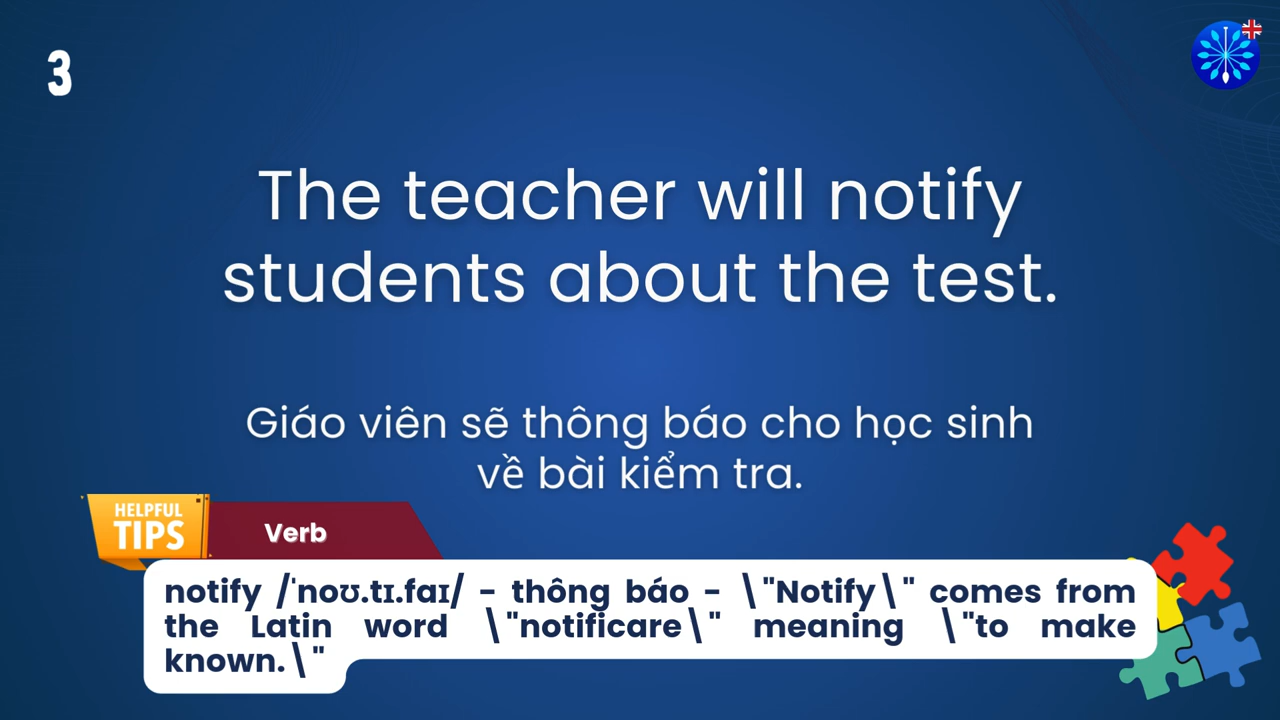 3
The teacher will notify
students about the test.
Giáo viên sẽ thông báo cho học sinh
về bài kiểm tra.
HELPFUL
TIPS
Verb
notify /ˈnoʊ.tɪ.faɪ/ - thông báo - \"Notify\" comes from
the Latin word \"notificare\" meaning \"to make
known.\"